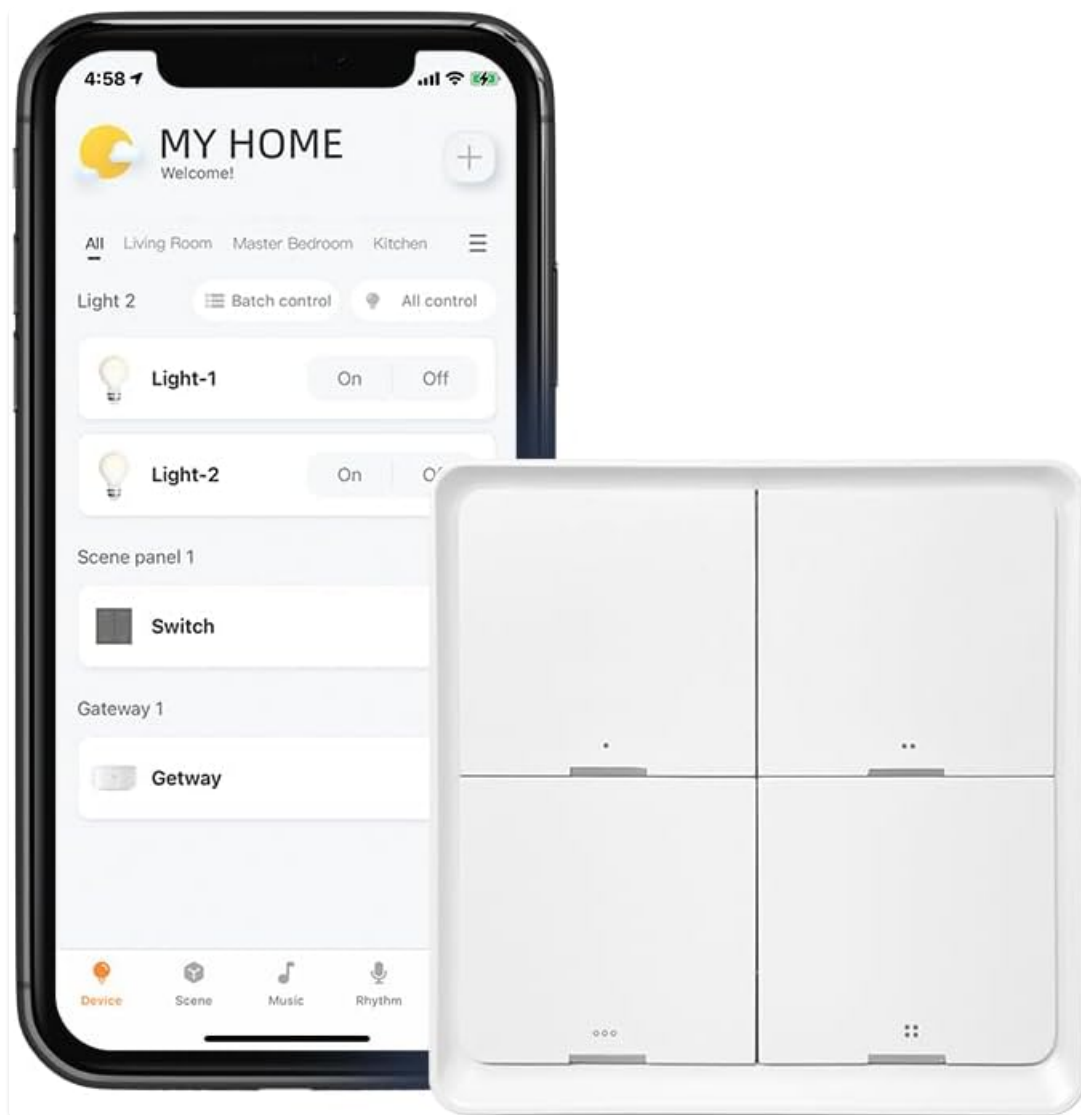 4:58
MY HOME
Welcome!
All Living Room Master Bedroom Kitchen
Light 2 Batch control All control
Light-1 On Off
Light-2 On
Scene panel 1
Switch
Gateway 1
Getway
Device Scene Music Rhythm